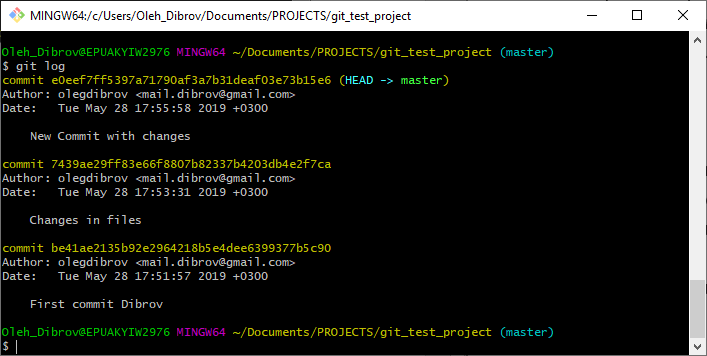 MINGW64:/c/Users/Oleh_Dibrov/Documents/PROJECTS/git_test_project
Oleh_Dibrov@EPUAKYIW2976 MINGW64 ~/Documents/PROJECTS/git_test_project (master)
$ git log
commit e0eef7ff5397a71790af3a7b31deaf03e73b15e6 (HEAD -> master)
Author: olegdibrov <mail.dibrov@gmail.com>
Date:   Tue May 28 17:55:58 2019 +0300
    New Commit with changes
commit 7439ae29ff83e66f8807b82337b4203db4e2f7ca
Author: olegdibrov <mail.dibrov@gmail.com>
Date:   Tue May 28 17:53:31 2019 +0300
    Changes in files
commit be41ae2135b92e2964218b5e4dee6399377b5c90
Author: olegdibrov <mail.dibrov@gmail.com>
Date:   Tue May 28 17:51:57 2019 +0300
    First commit Dibrov
Oleh_Dibrov@EPUAKYIW2976 MINGW64 ~/Documents/PROJECTS/git_test_project (master)
$